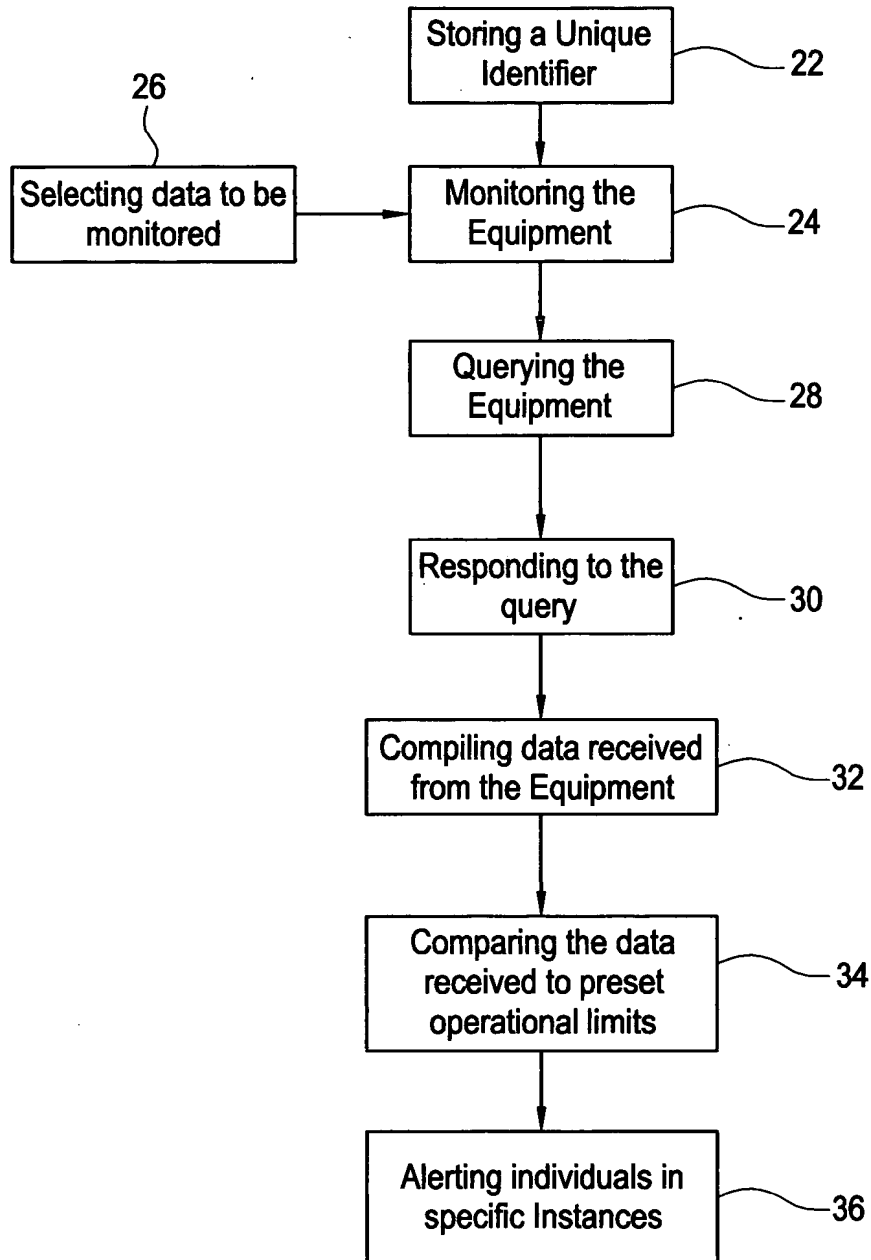 Storing a Unique
Identifier
22
26
Selecting data to be
monitored
Monitoring the
Equipment
24
Querying the
Equipment
28
Responding to the
query
30
Compiling data received
from the Equipment
32
Comparing the data
received to preset
operational limits
34
Alerting individuals in
specific Instances
36